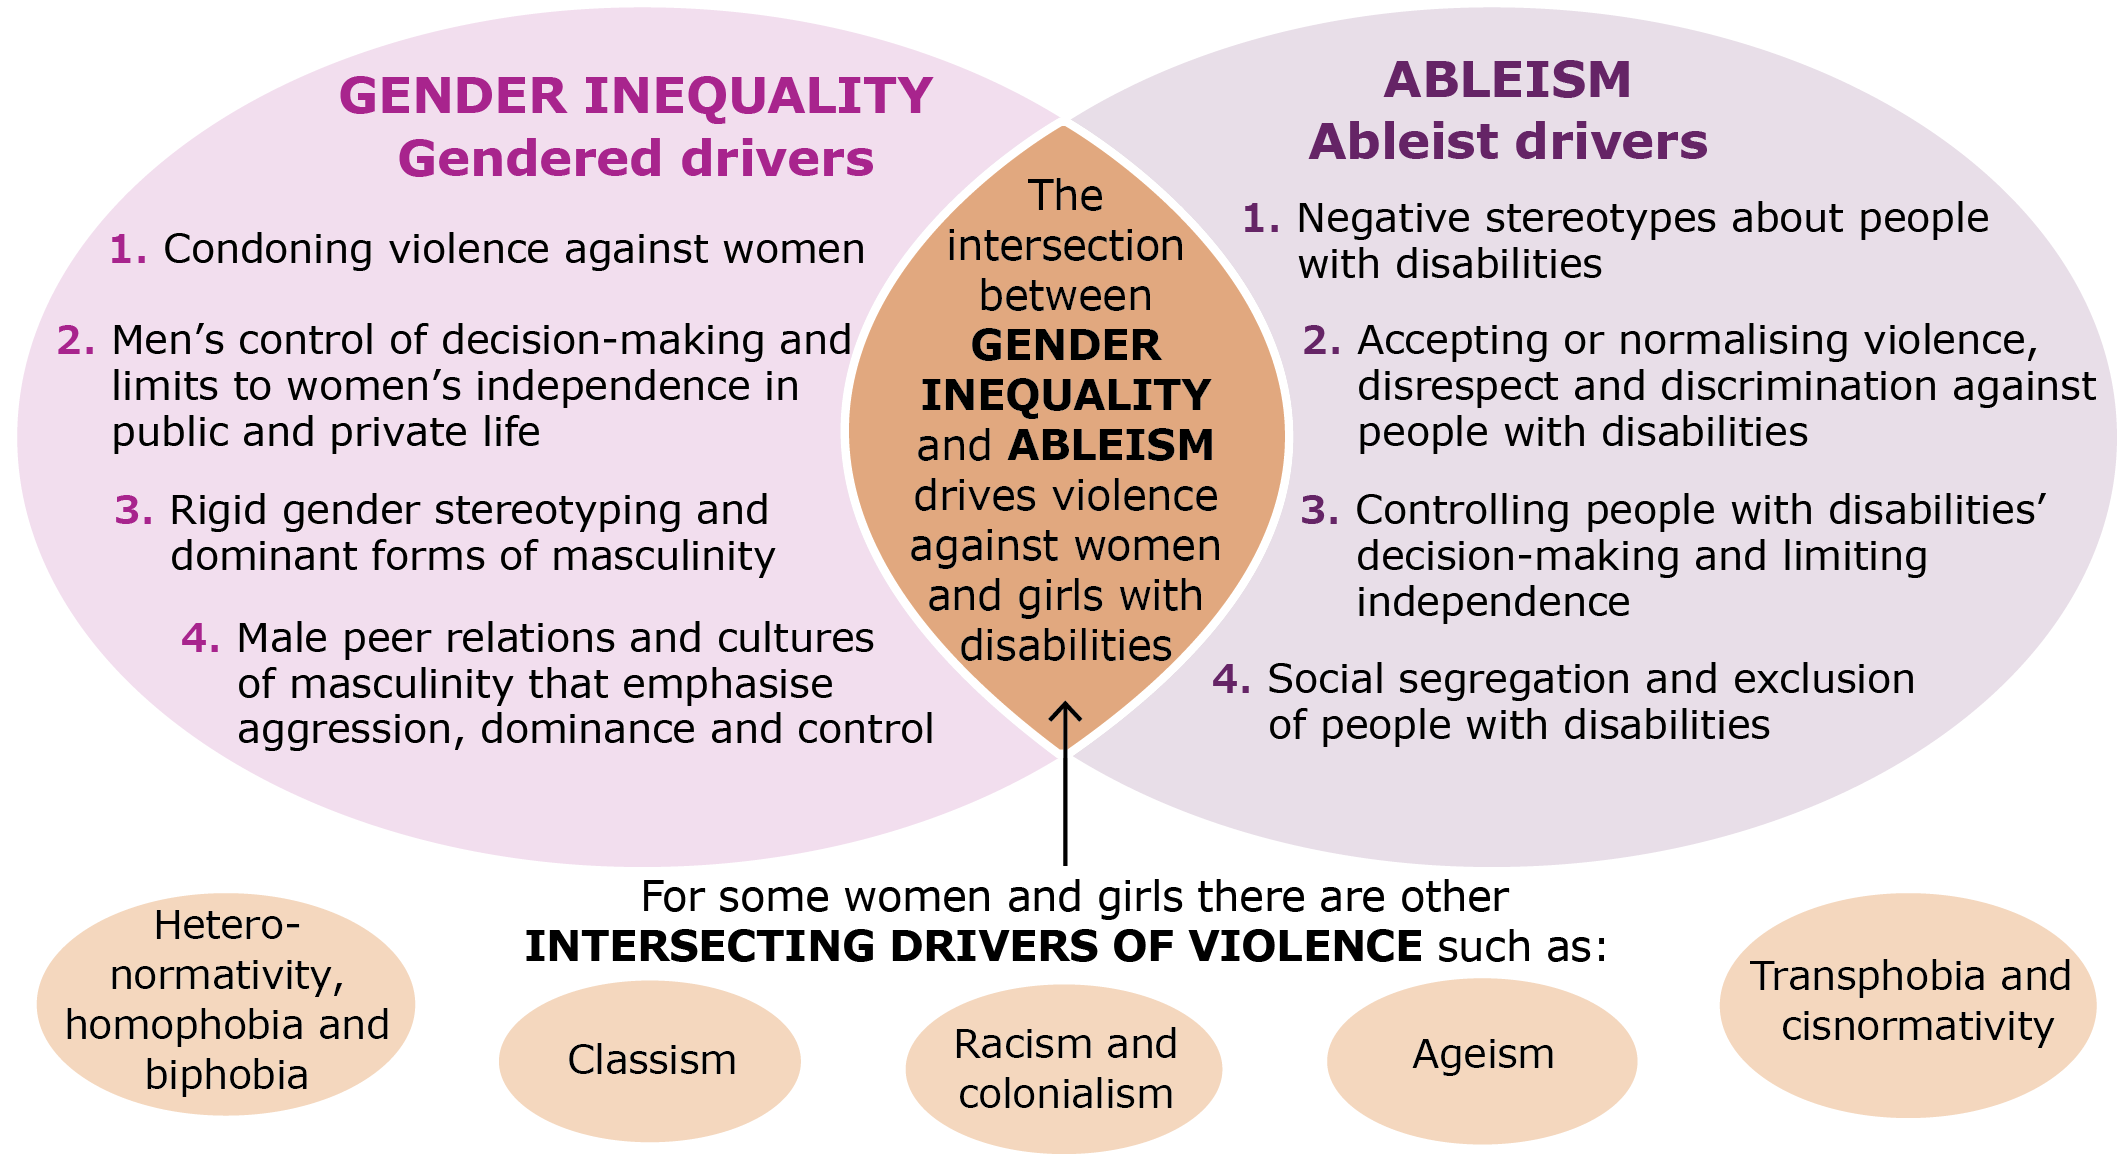 GENDER INEQUALITY
Gendered drivers
1. Condoning violence against women
2. Men’s control of decision-making and
limits to women’s independence in
public and private life
3. Rigid gender stereotyping and
dominant forms of masculinity
4. Male peer relations and cultures
of masculinity that emphasise
aggression, dominance and control
The
intersection
between
GENDER
INEQUALITY
and ABLEISM
drives violence
against women
and girls with
disabilities
ABLEISM
Ableist drivers
1. Negative stereotypes about people
with disabilities
2. Accepting or normalising violence,
disrespect and discrimination against
people with disabilities
3. Controlling people with disabilities’
decision-making and limiting
independence
4. Social segregation and exclusion
of people with disabilities
For some women and girls there are other
INTERSECTING DRIVERS OF VIOLENCE such as:
Hetero-
normativity,
homophobia and
biphobia
Classism
Racism and
colonialism
Ageism
Transphobia and
cisnormativity